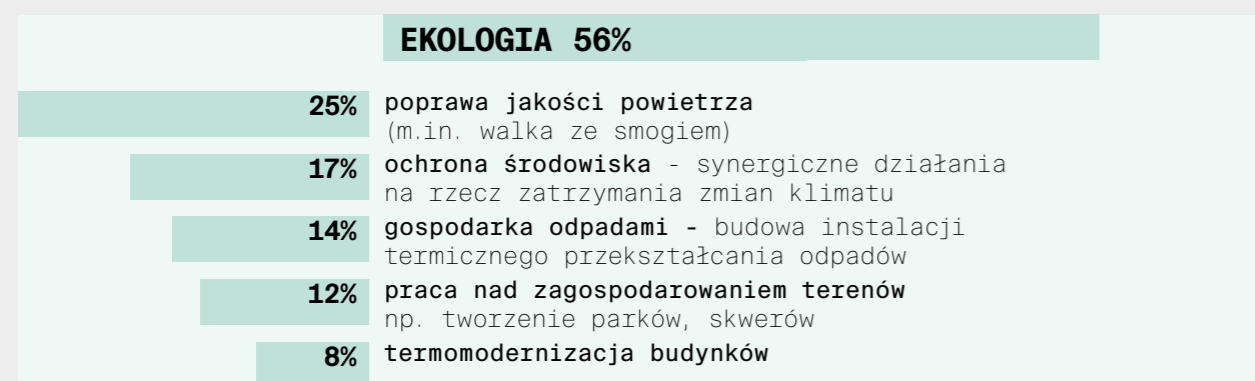 EKOLOGIA 56%
25% poprawa jakości powietrza
(m.in. walka ze smogiem)
17% ochrona środowiska - synergiczne działania
na rzecz zatrzymania zmian klimatu
14% gospodarka odpadami - budowa instalacji
termicznego przekształcania odpadów
12% praca nad zagospodarowaniem terenów
np. tworzenie parków, skwerów
8% termomodernizacja budynków